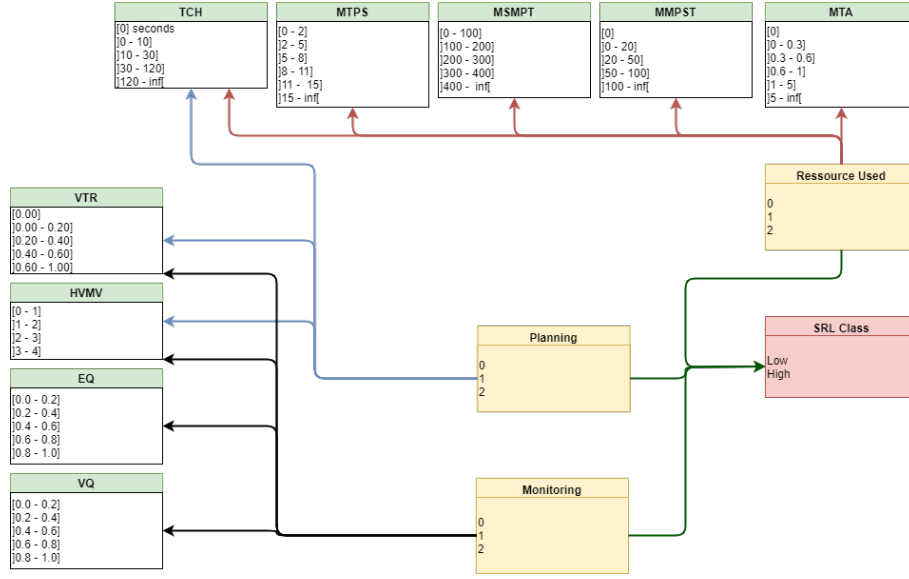 TCH
[0] seconds
]0 - 10]
]10 - 30]
]30 - 120]
]120 - inf[
MTPS
[0 - 2]
]2 - 5]
]5 - 8]
]8 - 11]
]11 - 15]
]15 - inf[
MSMPT
[0 - 100]
]100 - 200]
]200 - 300]
]300 - 400]
]400 - inf[
MMPST
[0]
]0 - 20]
]20 - 50]
]50 - 100]
]100 - inf[
MTA
[0]
]0 - 0.3]
]0.3 - 0.6]
]0.6 - 1]
]1 - 5]
]5 - inf[
Ressource Used
0
1
2
VTR
[0.00]
]0.00 - 0.20]
]0.20 - 0.40]
]0.40 - 0.60]
]0.60 - 1.00]
HVMV
[0 - 1]
]1 - 2]
]2 - 3]
]3 - 4]
Planning
0
1
2
SRL Class
Low
High
EQ
[0.0 - 0.2]
]0.2 - 0.4]
]0.4 - 0.6]
]0.6 - 0.8]
]0.8 - 1.0]
VQ
[0.0 - 0.2]
]0.2 - 0.4]
]0.4 - 0.6]
]0.6 - 0.8]
]0.8 - 1.0]
Monitoring
0
1
2